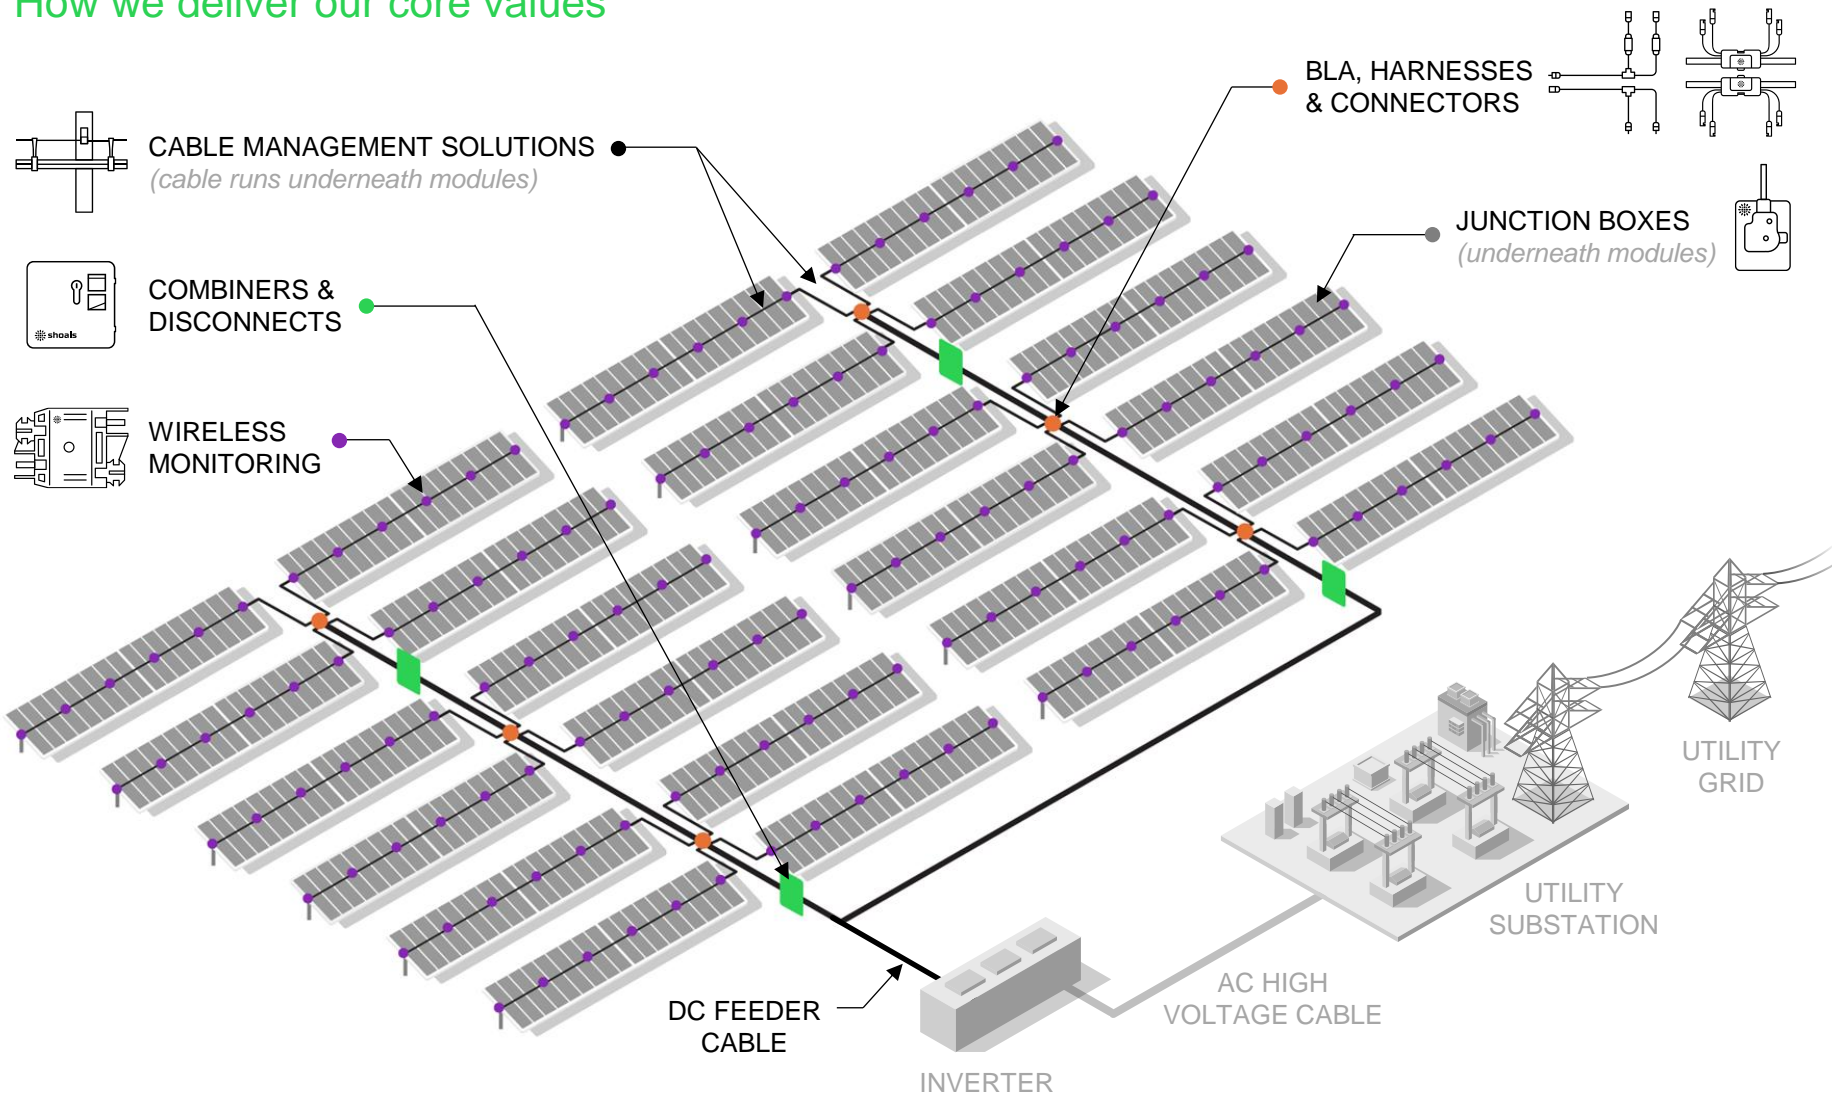 How we deliver our core values
BLA, HARNESSES
& CONNECTORS
CABLE MANAGEMENT SOLUTIONS
(cable runs underneath modules)
JUNCTION BOXES
(underneath modules)
COMBINERS &
DISCONNECTS
shoals
WIRELESS
MONITORING
UTILITY
GRID
UTILITY
SUBSTATION
DC FEEDER
CABLE
AC HIGH
VOLTAGE CABLE
INVERTER